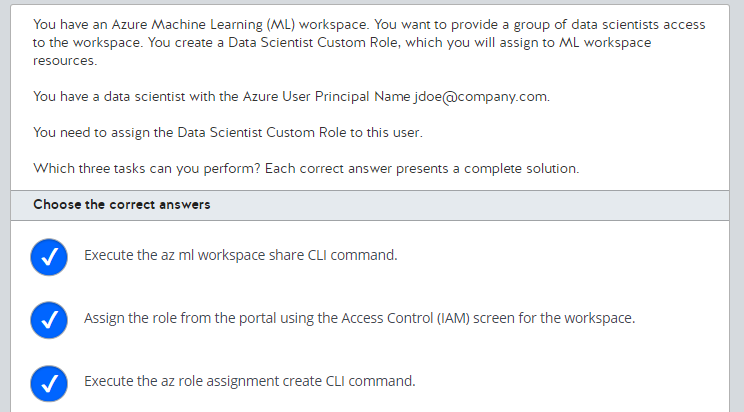 You have an Azure Machine Learning (ML) workspace. You want to provide a group of data scientists access
to the workspace. You create a Data Scientist Custom Role, which you will assign to ML workspace
resources.
You have a data scientist with the Azure User Principal Name jdoe@company.com.
You need to assign the Data Scientist Custom Role to this user.
Which three tasks can you perform? Each correct answer presents a complete solution.
Choose the correct answers
Execute the az ml workspace share CLI command.
Assign the role from the portal using the Access Control (IAM) screen for the workspace.
Execute the az role assignment create CLI command.